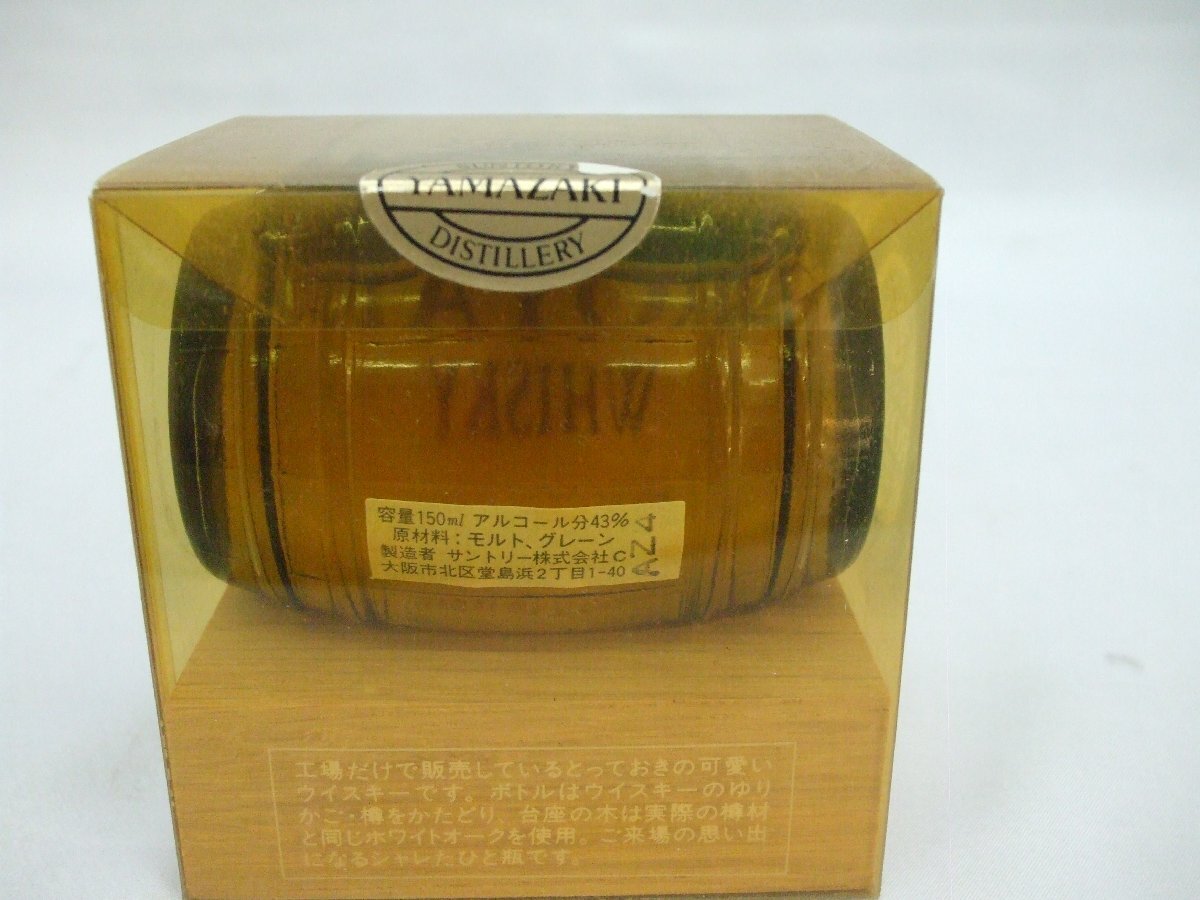 SUNTORY
YAMAZAKI
DISTILLERY
WHISKY
容量150ml アルコール分43%
原材料：モルト、グレーン
製造者 サントリー株式会社C
大阪市北区堂島浜2丁目1-40
AZ4
工場だけで販売しているとっておきの可愛い
ウイスキーです。ボトルはウイスキーのゆり
かご・樽をかたどり、台座の木は実際の樽材
と同じホワイトオークを使用。ご来場の思い出
になるシャレたひと瓶です。